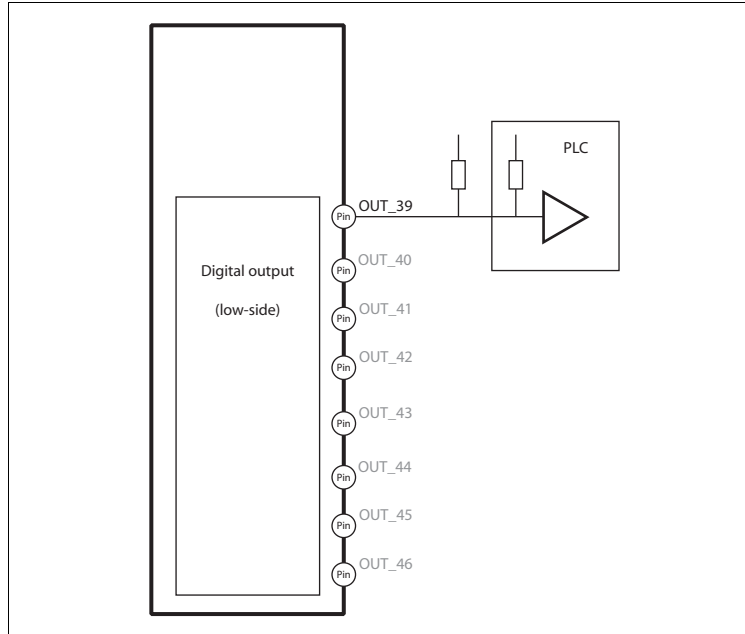 PLC
Pin OUT_39
Digital output
(low-side)
Pin OUT_40
Pin OUT_41
Pin OUT_42
Pin OUT_43
Pin OUT_44
Pin OUT_45
Pin OUT_46